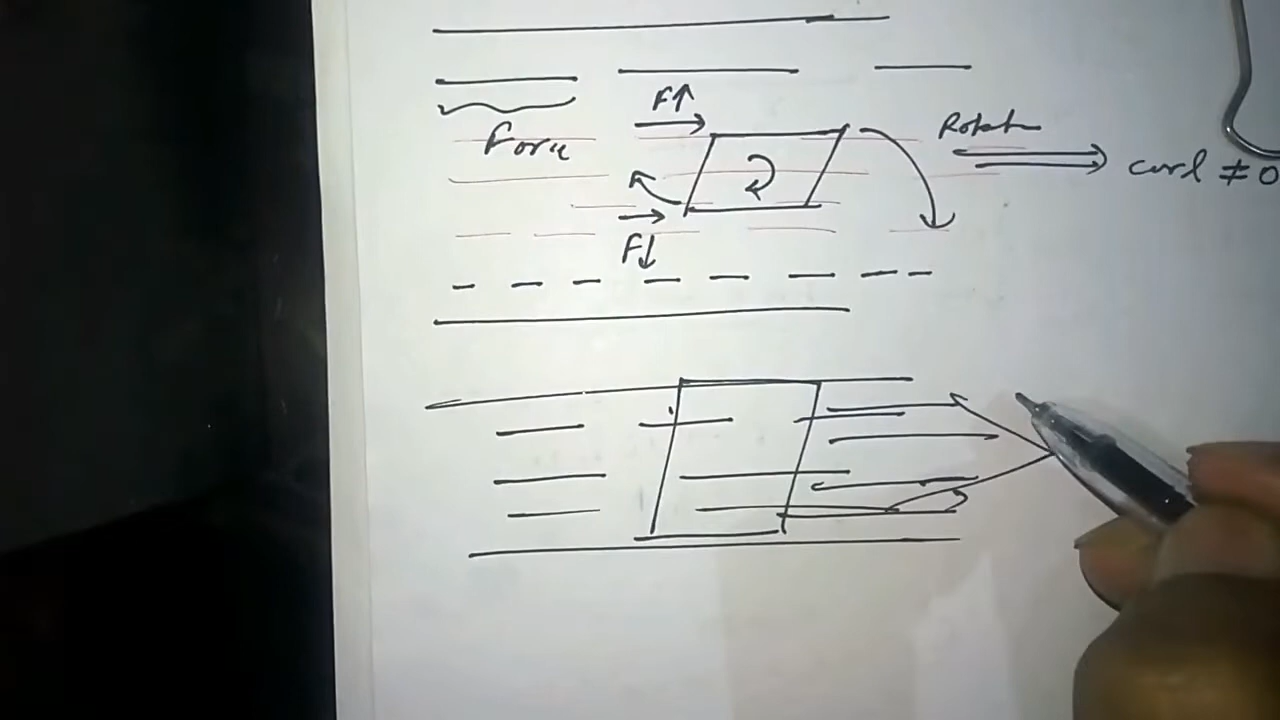 F↑
Rotate
Force
curl ≠ 0
F↓